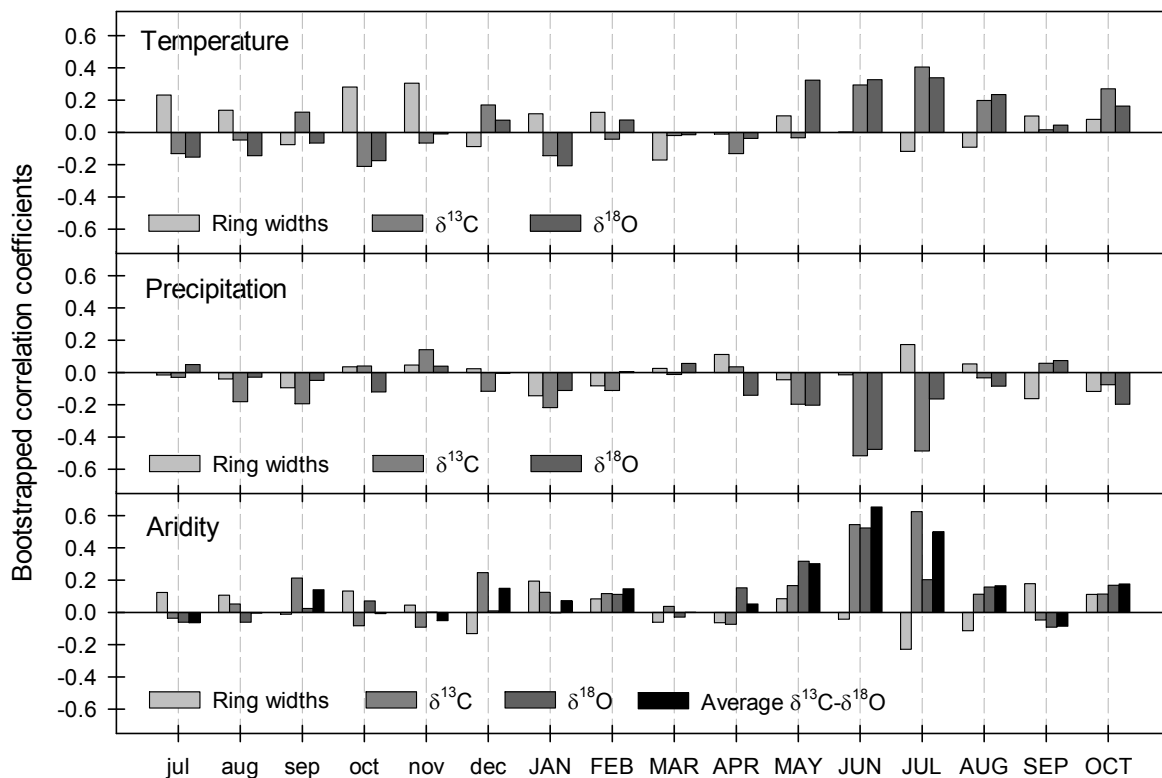 Bootstrapped correlation coefficients
Temperature
0.6
0.4
0.2
0.0
-0.2
-0.4
-0.6
Ring widths δ¹³C δ¹⁸O
Precipitation
0.6
0.4
0.2
0.0
-0.2
-0.4
-0.6
Ring widths δ¹³C δ¹⁸O
Aridity
0.6
0.4
0.2
0.0
-0.2
-0.4
-0.6
Ring widths δ¹³C δ¹⁸O Average δ¹³C-δ¹⁸O
jul aug sep oct nov dec JAN FEB MAR APR MAY JUN JUL AUG SEP OCT